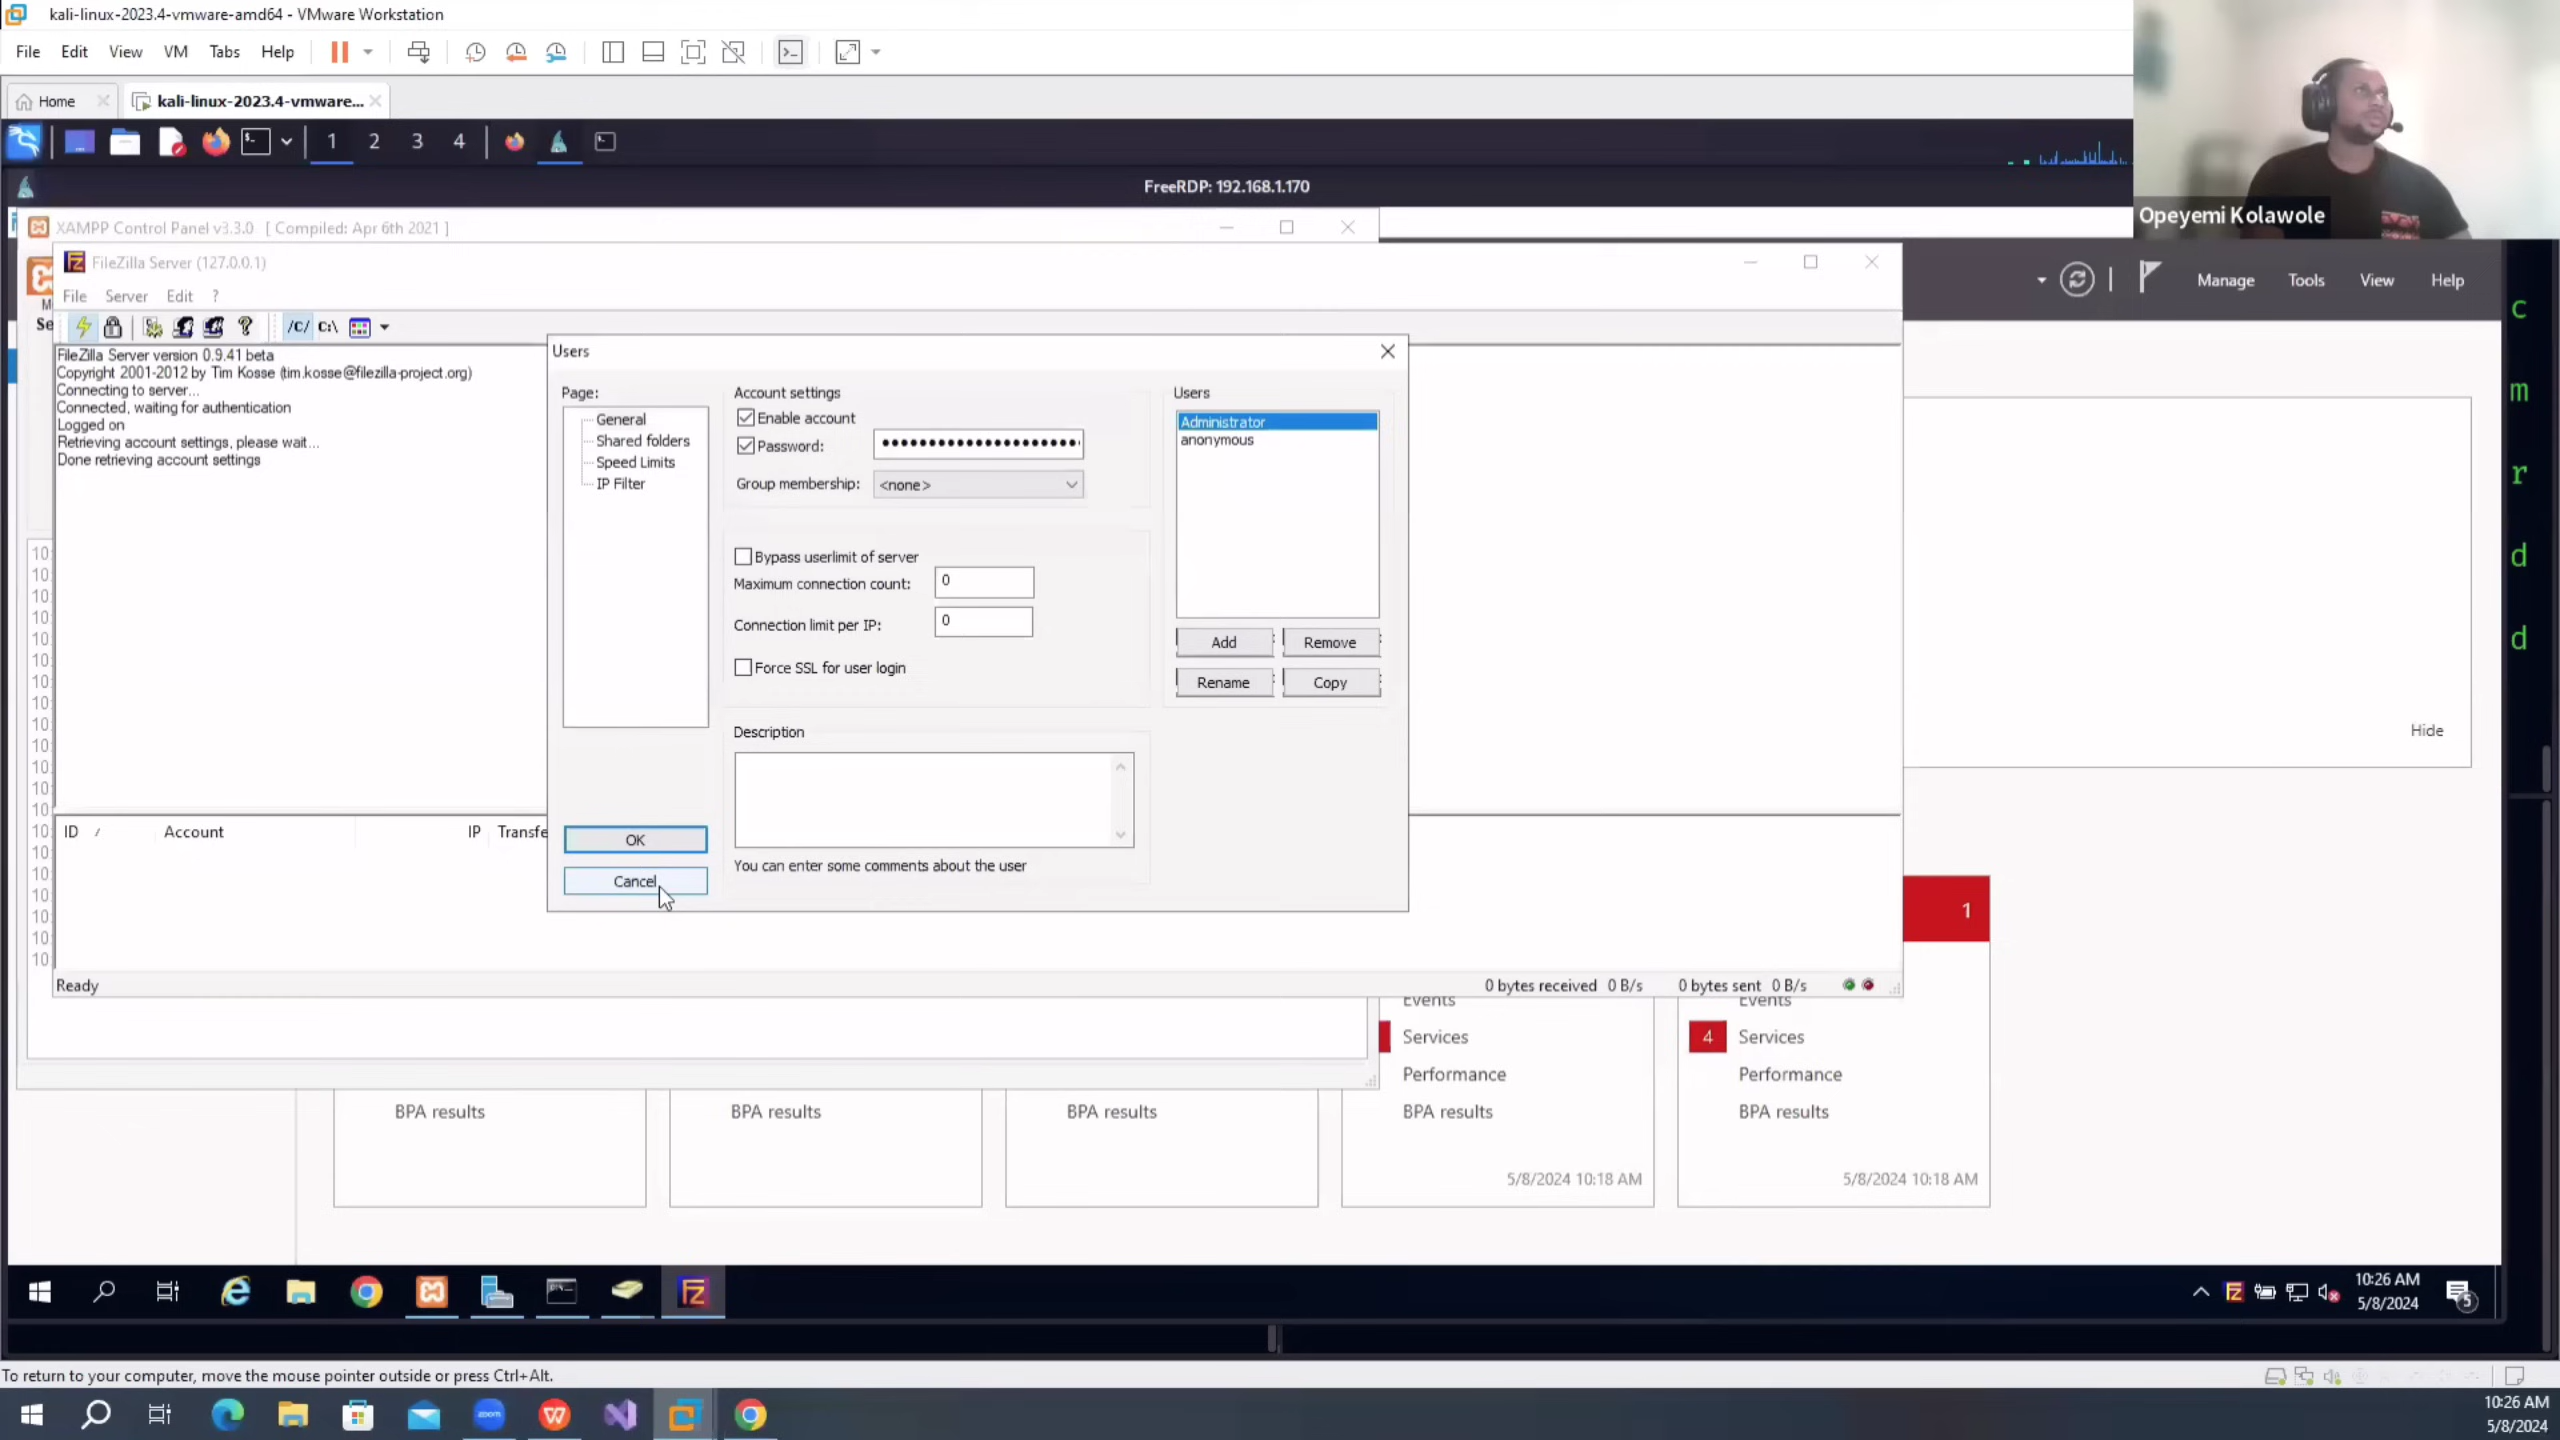 kali-linux-2023.4-vmware-amd64 - VMware Workstation
File Edit View VM Tabs Help
Home
kali-linux-2023.4-vmware...
1 2 3 4
FreeRDP: 192.168.1.170
Opeyemi Kolawole
XAMPP Control Panel v3.3.0 [ Compiled: Apr 6th 2021 ]
FileZilla Server (127.0.0.1)
Manage Tools View Help
File Server Edit ?
/C/ C:\
FileZilla Server version 0.9.41 beta
Copyright 2001-2012 by Tim Kosse (tim.kosse@filezilla-project.org)
Connecting to server...
Connected, waiting for authentication
Logged on
Retrieving account settings, please wait...
Done retrieving account settings
Users
Page:
General
Shared folders
Speed Limits
IP Filter
Account settings
Enable account
Password:
Group membership: <none>
Bypass userlimit of server
Maximum connection count: 0
Connection limit per IP: 0
Force SSL for user login
Description
You can enter some comments about the user
OK
Cancel
Users
Administrator
anonymous
Add Remove
Rename Copy
c
m
r
d
d
Hide
ID / Account IP Transfe
Ready
0 bytes received 0 B/s 0 bytes sent 0 B/s
1
Events
Services
Performance
BPA results
5/8/2024 10:18 AM
Events
4 Services
Performance
BPA results
5/8/2024 10:18 AM
BPA results BPA results BPA results
10:26 AM
5/8/2024
5
To return to your computer, move the mouse pointer outside or press Ctrl+Alt.
zoom
10:26 AM
5/8/2024